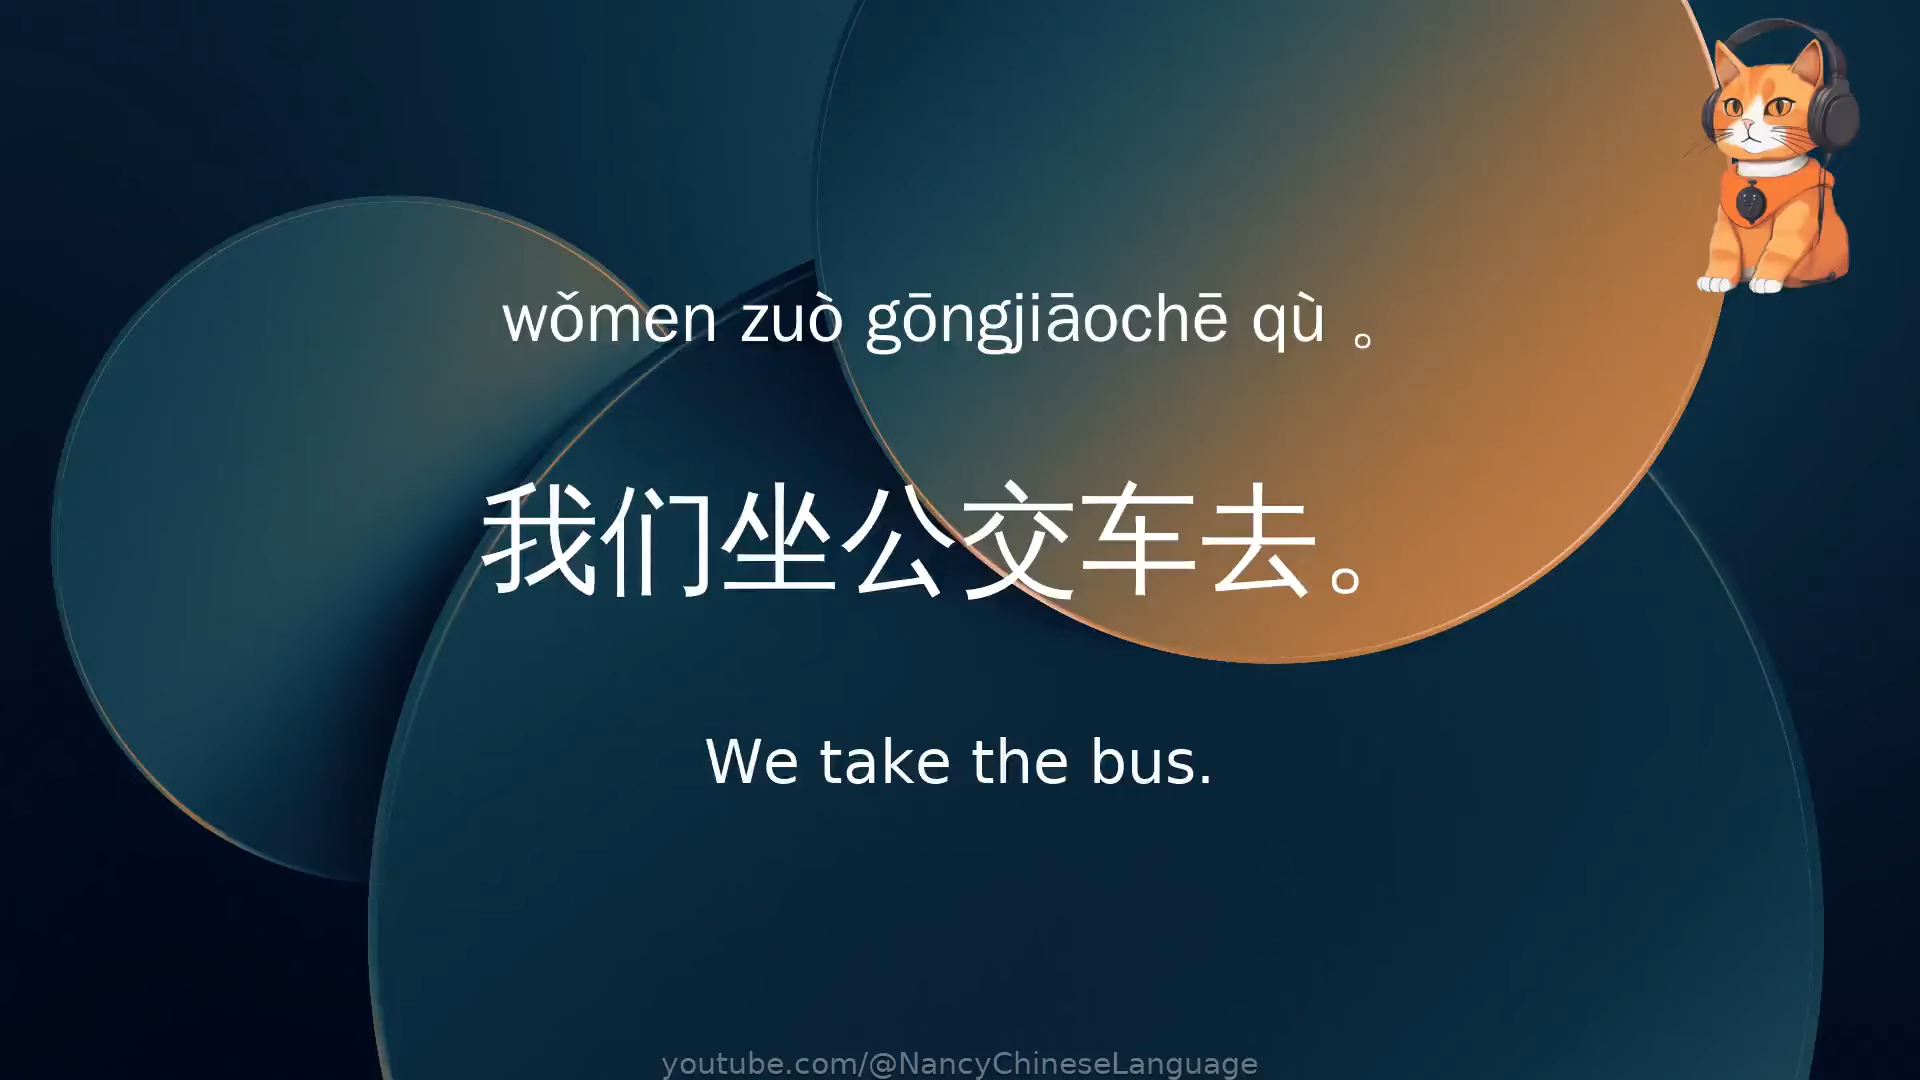 wǒmen zuò gōngjiāochē qù 。
我们坐公交车去。
We take the bus.
youtube.com/@NancyChineseLanguage